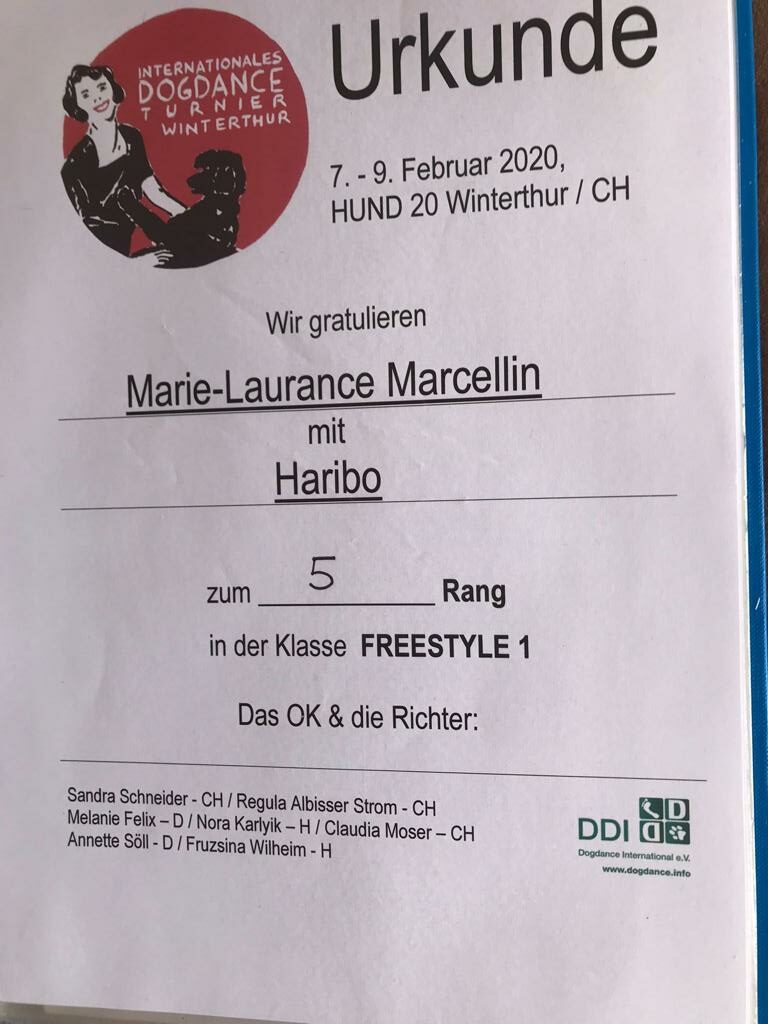 INTERNATIONALES
DOGDANCE
TURNIER
WINTERTHUR
Urkunde
7. - 9. Februar 2020,
HUND 20 Winterthur / CH
Wir gratulieren
Marie-Laurance Marcellin
mit
Haribo
zum 5 Rang
in der Klasse FREESTYLE 1
Das OK & die Richter:
Sandra Schneider - CH / Regula Albisser Strom - CH
Melanie Felix – D / Nora Karlyik – H / Claudia Moser – CH
Annette Söll - D / Fruzsina Wilheim - H
DDI
D
D
Dogdance International e.V.
www.dogdance.info